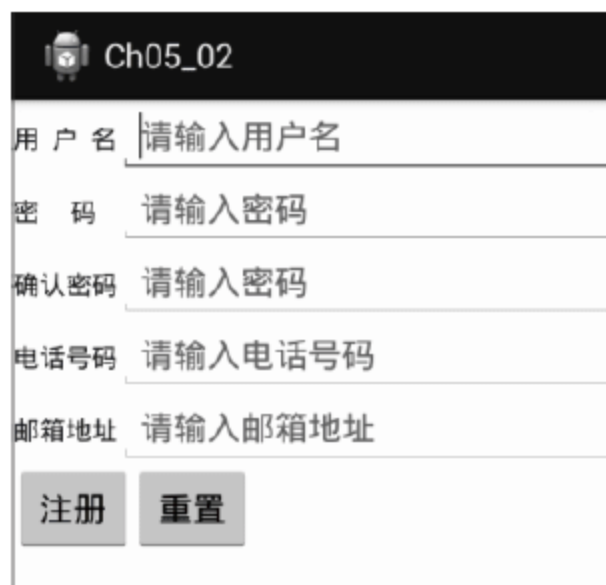 Ch05_02
用 户 名 请输入用户名
密 码 请输入密码
确认密码 请输入密码
电话号码 请输入电话号码
邮箱地址 请输入邮箱地址
注册 重置